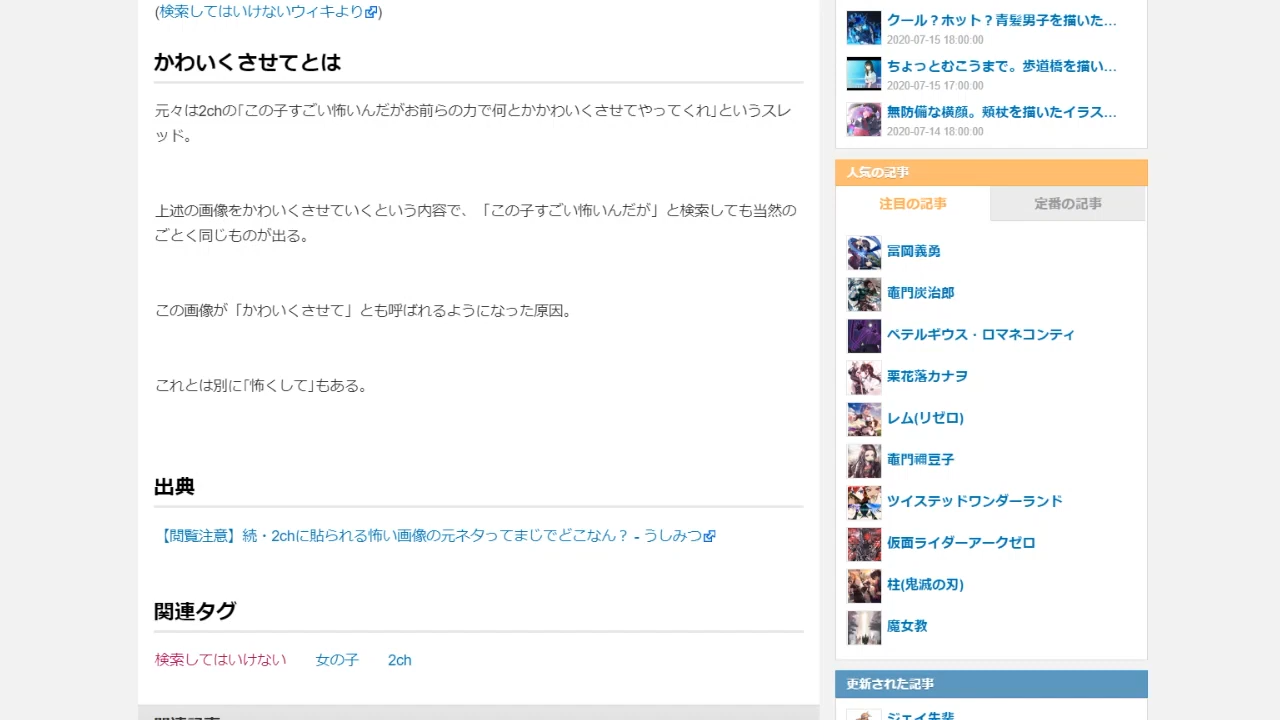 (検索してはいけないウィキより)
かわいくさせてとは
元々は2chの｢この子すごい怖いんだがお前らの力で何とかかわいくさせてやってくれ｣というスレ
ッド。
上述の画像をかわいくさせていくという内容で、「この子すごい怖いんだが」と検索しても当然の
ごとく同じものが出る。
この画像が「かわいくさせて」とも呼ばれるようになった原因。
これとは別に｢怖くして｣もある。
出典
【閲覧注意】続・2chに貼られる怖い画像の元ネタってまじでどこなん？ - うしみつ
関連タグ
検索してはいけない 女の子 2ch
クール？ホット？青髪男子を描いた...
2020-07-15 18:00:00
ちょっとむこうまで。歩道橋を描い...
2020-07-15 17:00:00
無防備な横顔。頬杖を描いたイラス...
2020-07-14 18:00:00
人気の記事
注目の記事 定番の記事
冨岡義勇
竈門炭治郎
ペテルギウス・ロマネコンティ
栗花落カナヲ
レム(リゼロ)
竈門禰豆子
ツイステッドワンダーランド
仮面ライダーアークゼロ
柱(鬼滅の刃)
魔女教
更新された記事
ジェイ先輩